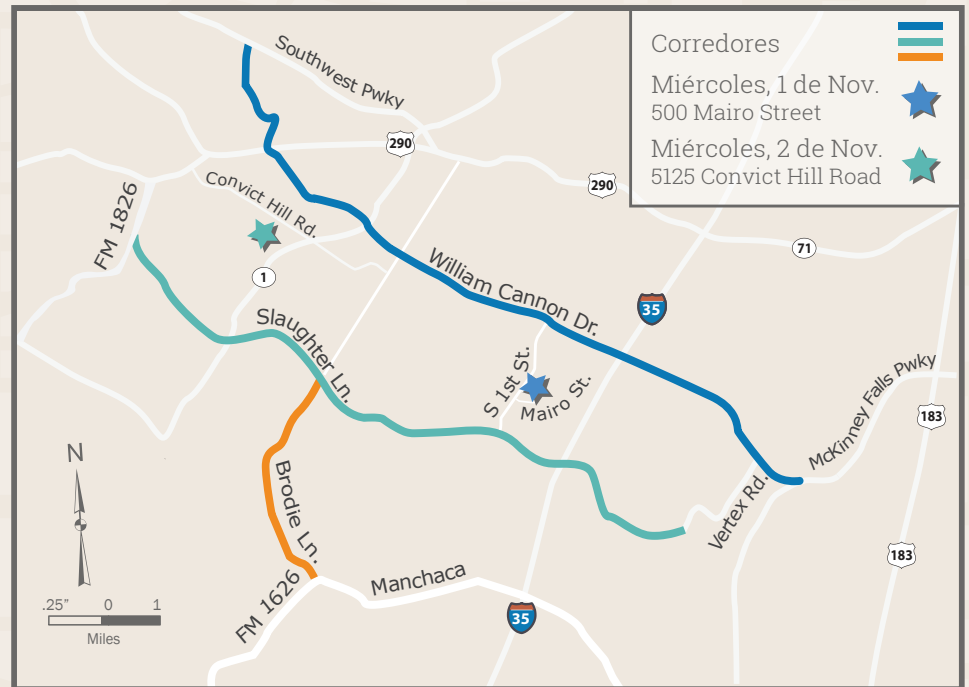 Corredores
Miércoles, 1 de Nov.
500 Mairo Street
Miércoles, 2 de Nov.
5125 Convict Hill Road
Southwest Pwky
290
290
Convict Hill Rd.
FM 1826
71
1
William Cannon Dr.
35
Slaughter Ln.
S 1st St.
Mairo St.
McKinney Falls Pwky
183
N
Brodie Ln.
Vertex Rd.
183
Manchaca
FM 1626
35
.25” 0 1
Miles